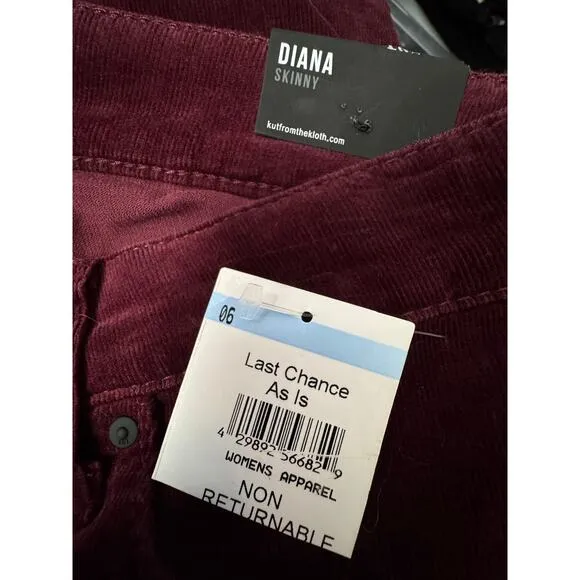 DIANA
SKINNY
kutfromthekloth.com
06
Last Chance
As Is
4 29892 56682 9
WOMENS APPAREL
NON
RETURNABLE